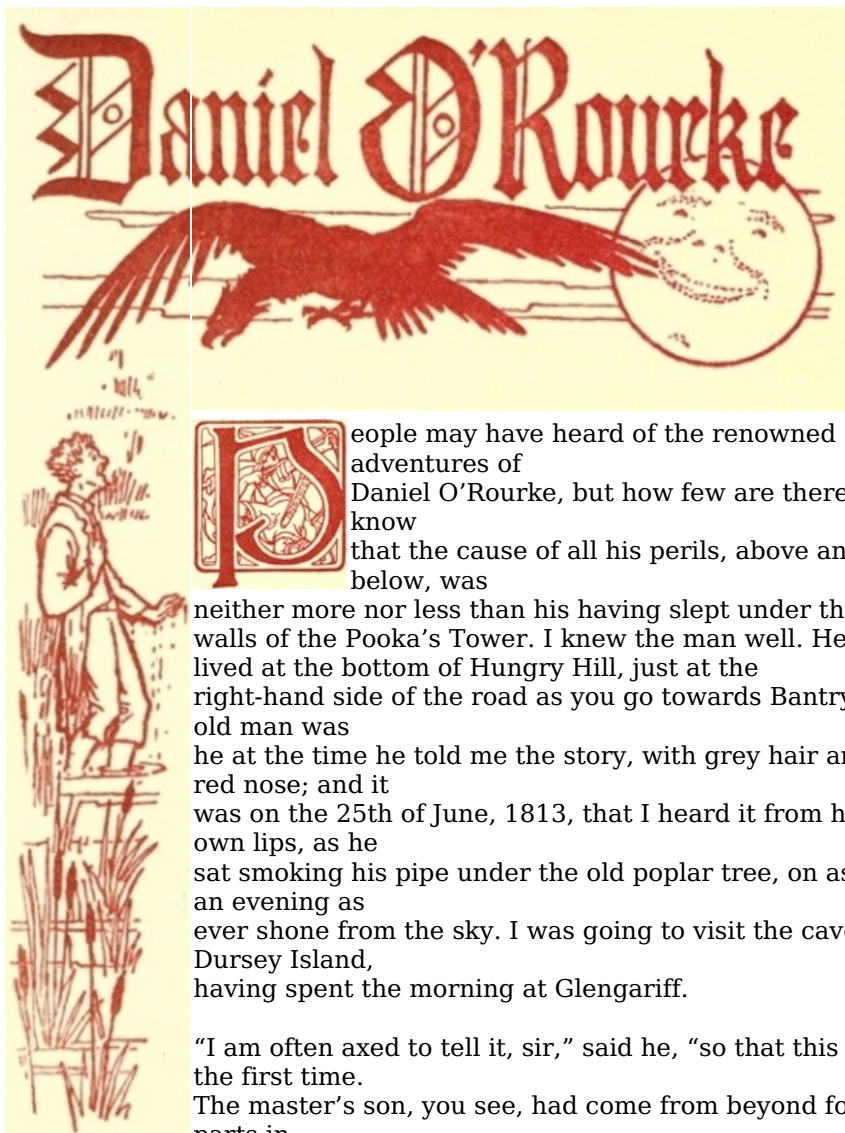 Daniel O’Rourke
People may have heard of the renowned
adventures of
Daniel O’Rourke, but how few are there
know
that the cause of all his perils, above
below, was
neither more nor less than his having slept under
walls of the Pooka’s Tower. I knew the man well. He
lived at the bottom of Hungry Hill, just at the
right-hand side of the road as you go towards Bantry
old man was
he at the time he told me the story, with grey hair
red nose; and it
was on the 25th of June, 1813, that I heard it from
own lips, as he
sat smoking his pipe under the old poplar tree, on
an evening as
ever shone from the sky. I was going to visit the
Dursey Island,
having spent the morning at Glengariff.
“I am often axed to tell it, sir,” said he, “so that this
the first time.
The master’s son, you see, had come from beyond
parts in